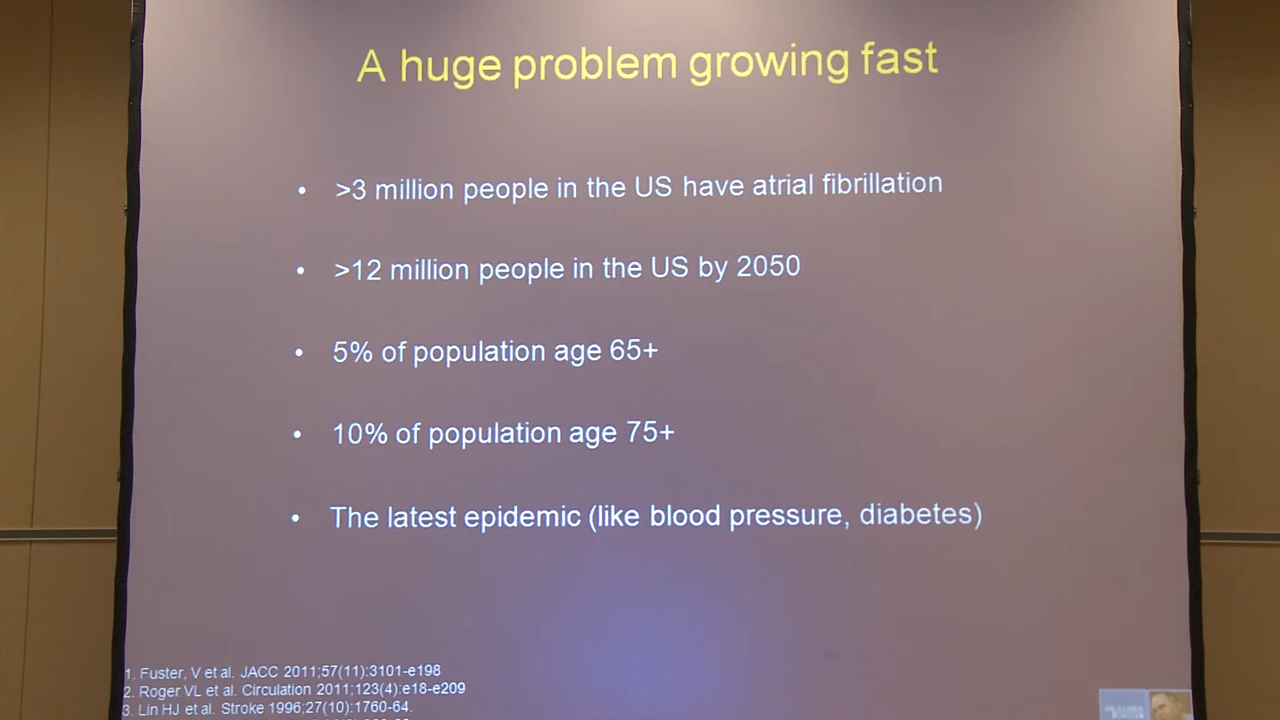 A huge problem growing fast
• >3 million people in the US have atrial fibrillation
• >12 million people in the US by 2050
• 5% of population age 65+
• 10% of population age 75+
• The latest epidemic (like blood pressure, diabetes)
1. Fuster, V et al. JACC 2011;57(11):3101-e198
2. Roger VL et al. Circulation 2011;123(4):e18-e209
3. Lin HJ et al. Stroke 1996;27(10):1760-64.